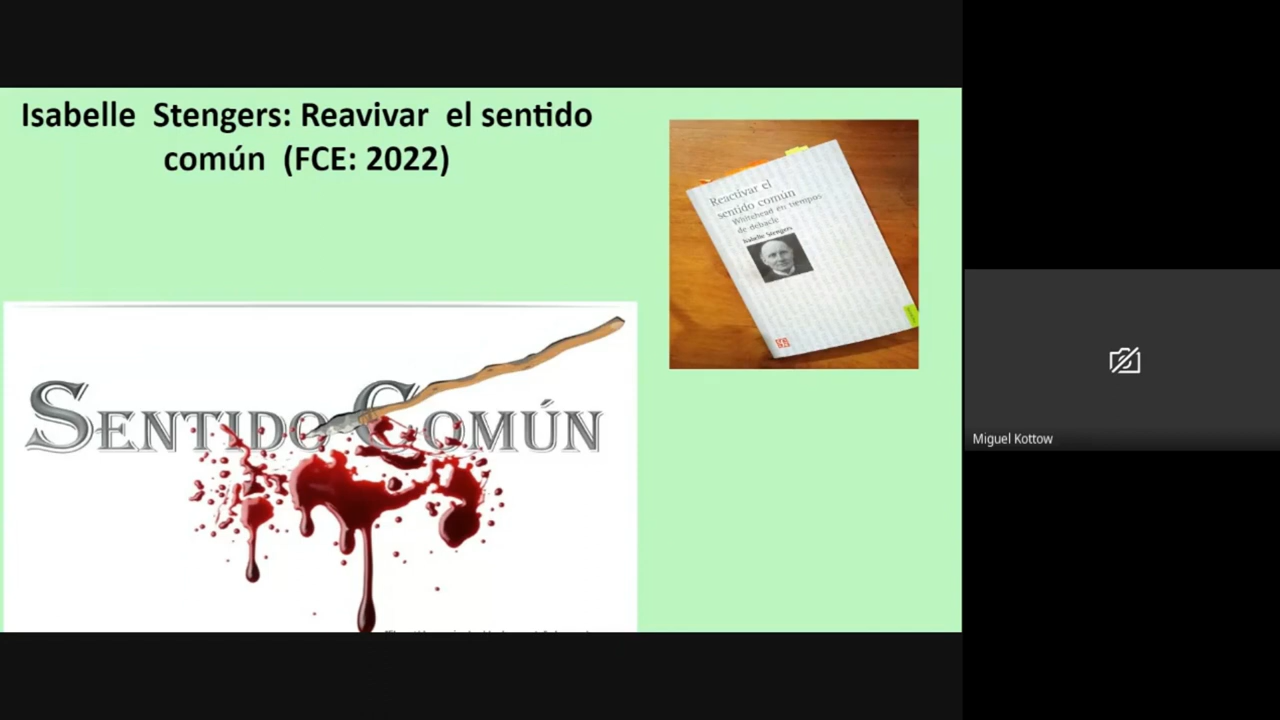 Isabelle Stengers: Reavivar el sentido
común (FCE: 2022)
Reactivar el
sentido común
Whitehead en tiempos
de debacle
Isabelle Stengers
SENTIDO COMÚN
Miguel Kottow